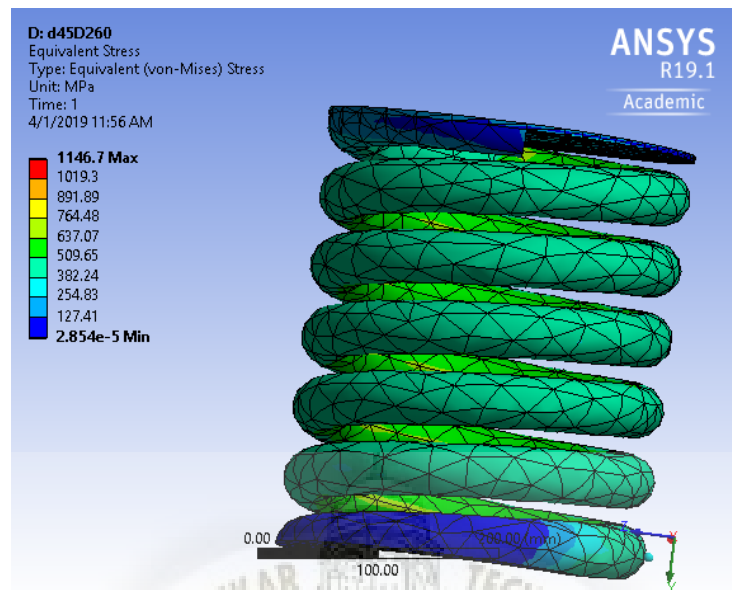 D: d45D260
Equivalent Stress
Type: Equivalent (von-Mises) Stress
Unit: MPa
Time: 1
4/1/2019 11:56 AM
ANSYS
R19.1
Academic
1146.7 Max
1019.3
891.89
764.48
637.07
509.65
382.24
254.83
127.41
2.854e-5 Min
0.00
200.00 (mm)
100.00
Z
X
Y